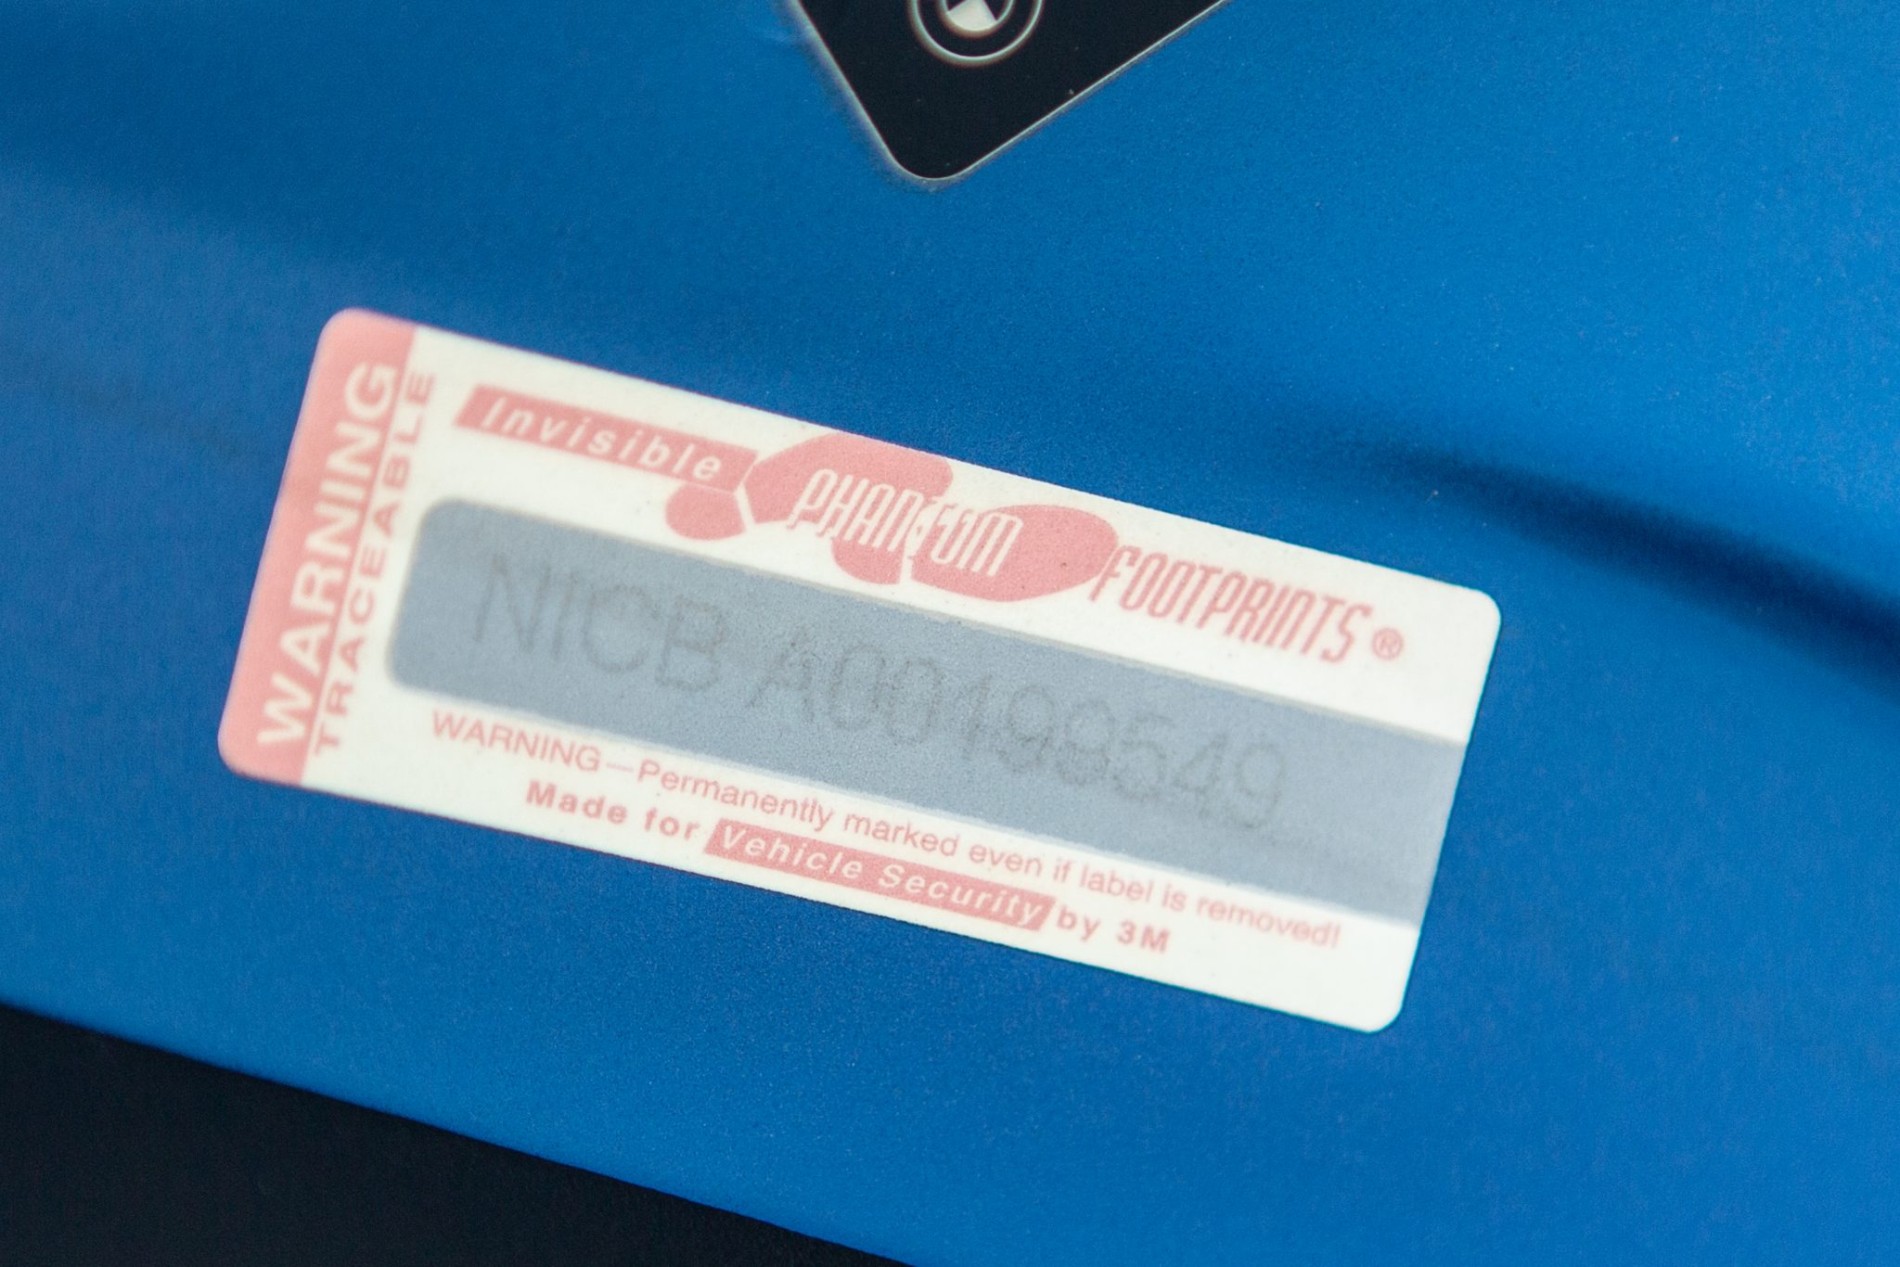 WARNING
TRACEABLE
Invisible PHANTOM FOOTPRINTS®
NICB A00199549
WARNING—Permanently marked even if label is removed!
Made for Vehicle Security by 3M